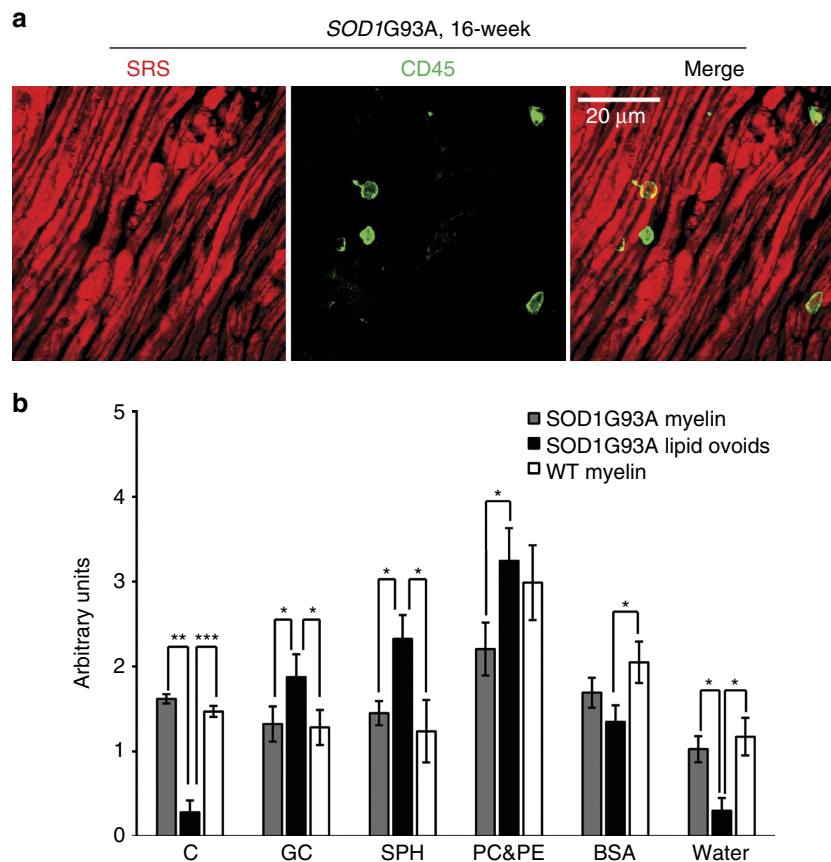 a
SOD1G93A, 16-week
SRS CD45 Merge
20 μm
b
5
4
3
2
1
0
Arbitrary units
SOD1G93A myelin
SOD1G93A lipid ovoids
WT myelin
** ***
* *
* *
*
*
* *
C GC SPH PC&PE BSA Water